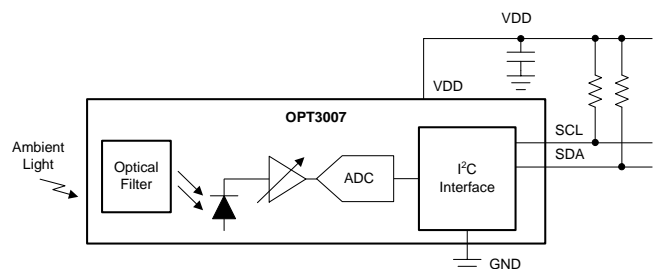 VDD
VDD
OPT3007
Ambient
Light
Optical
Filter
ADC
I²C
Interface
SCL
SDA
GND